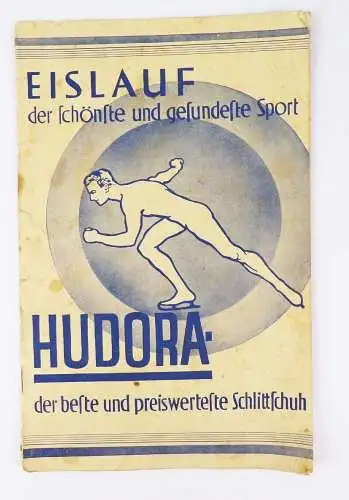 EISLAUF
der ſchönſte und geſundeſte Sport
HUDORA-
der beſte und preiswerteſte Schlittſchuh